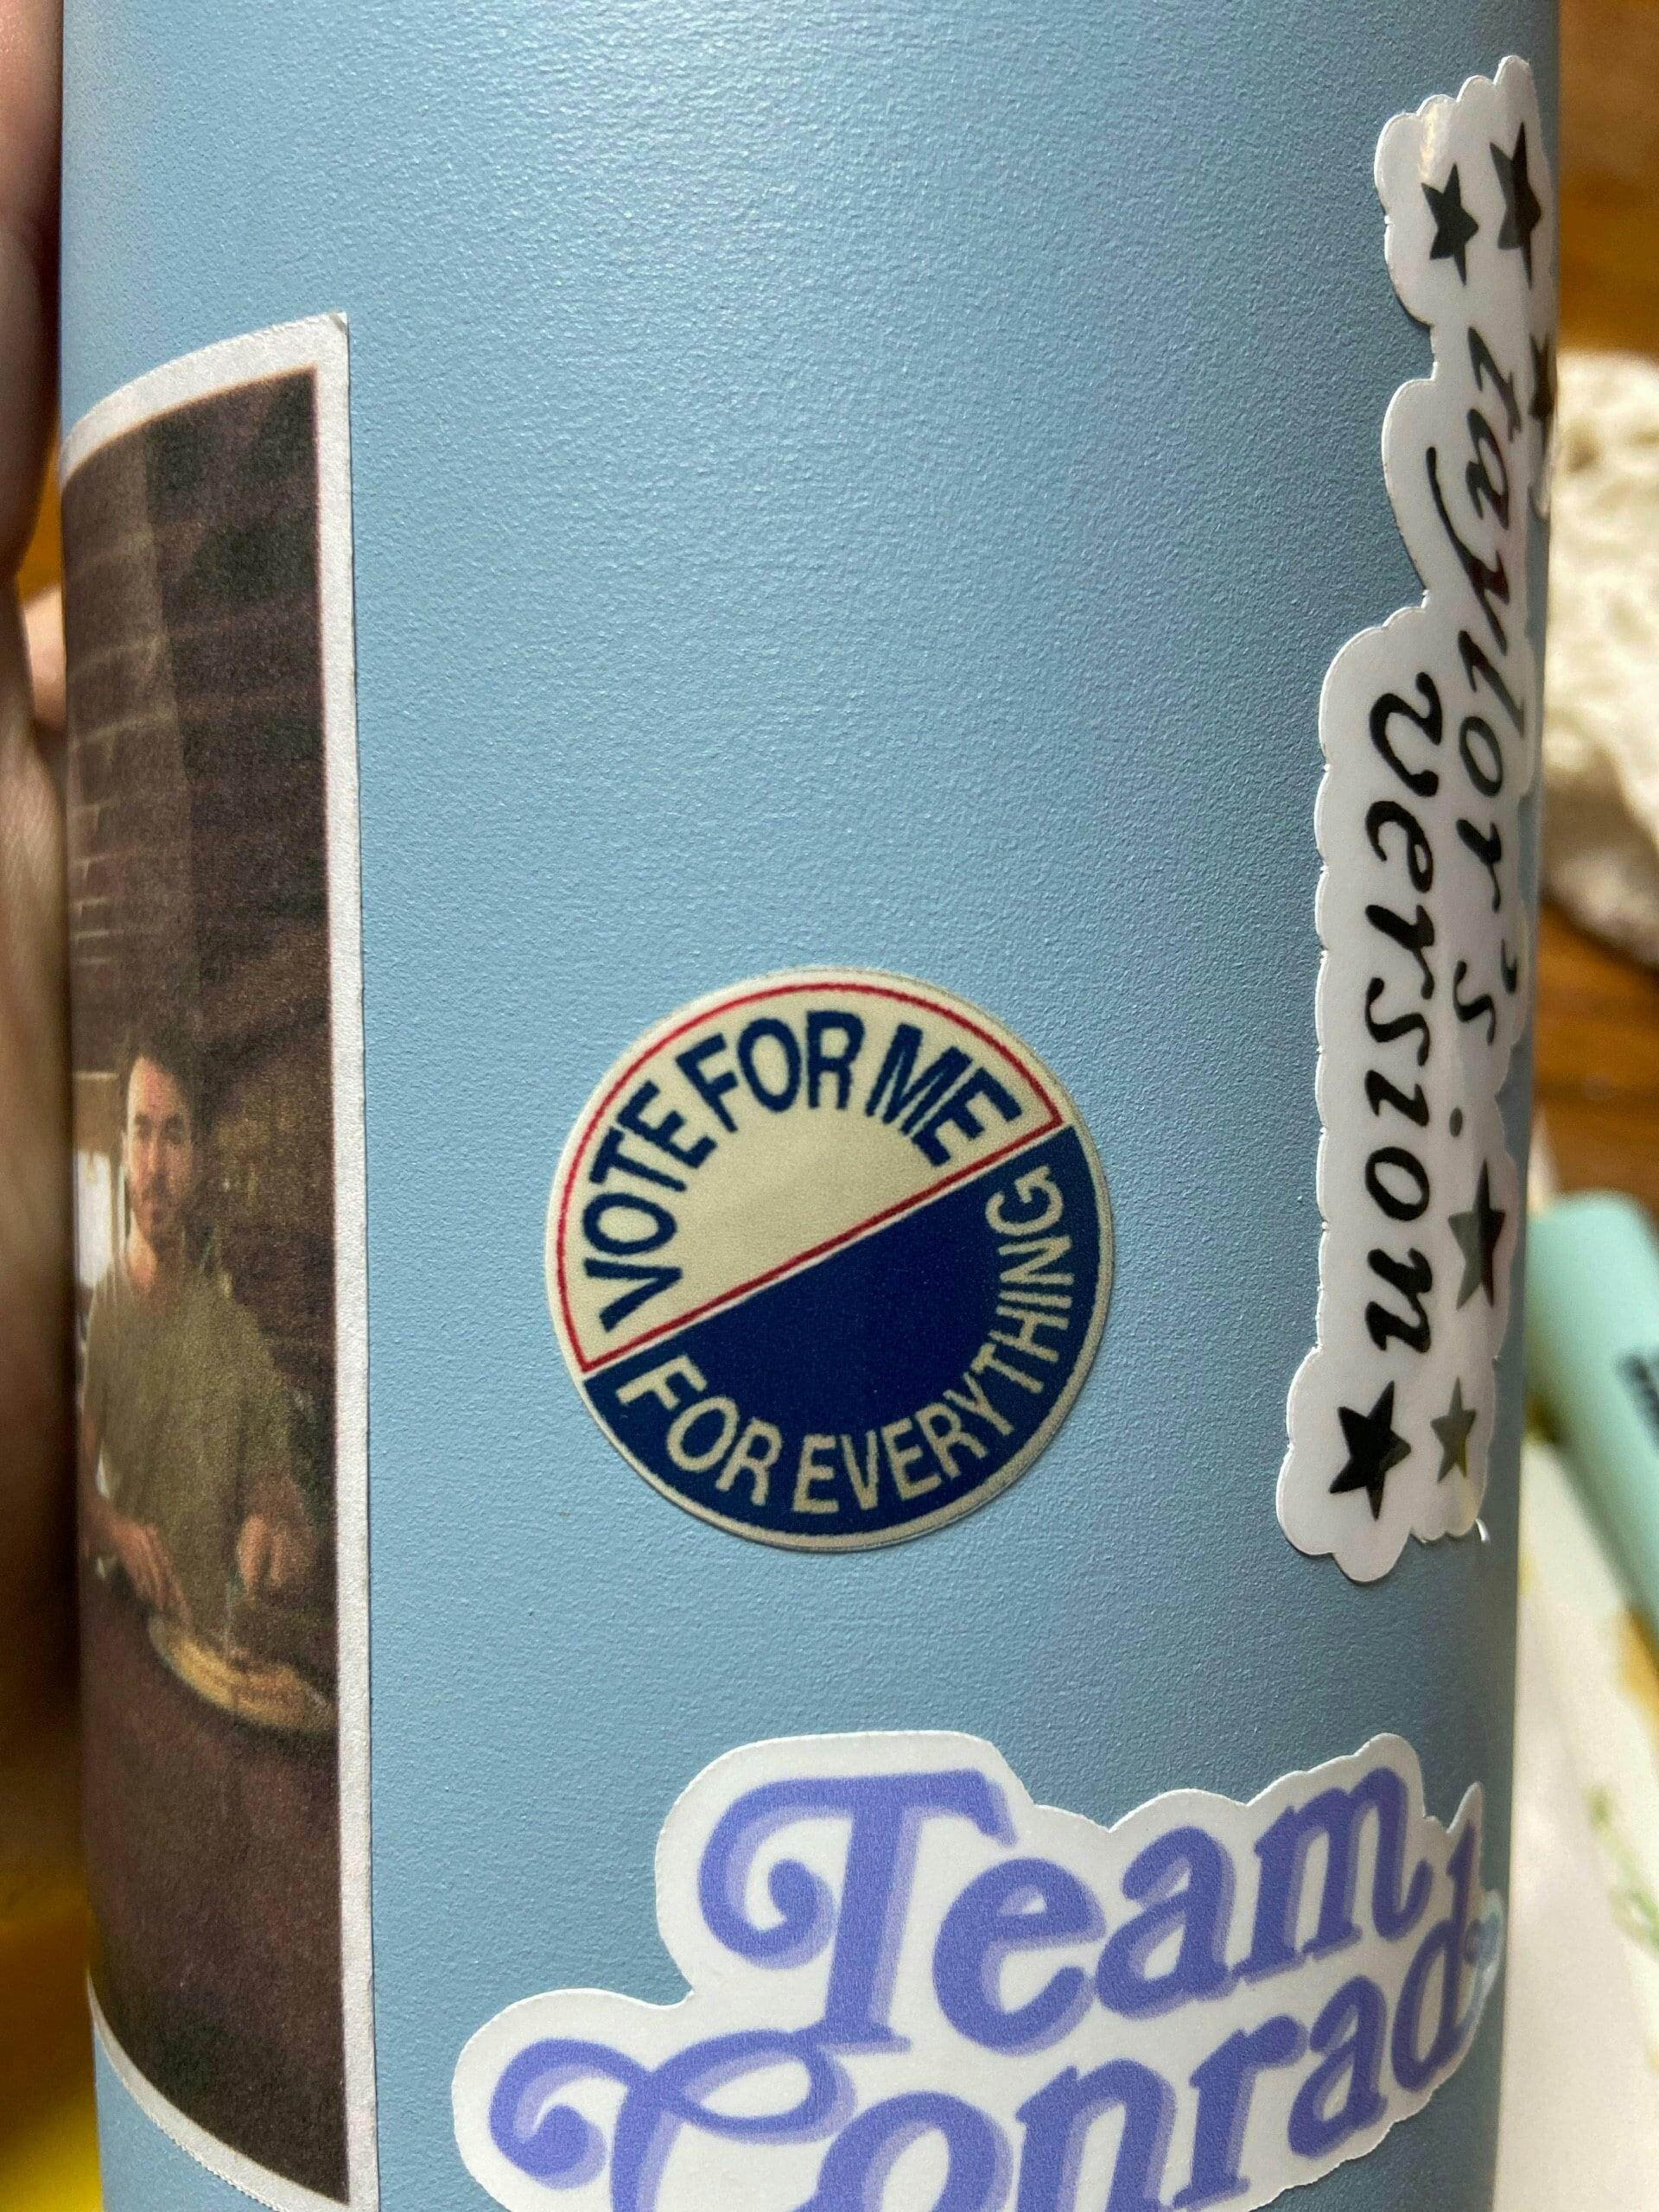 taylor's
version
VOTE FOR ME
FOR EVERYTHING
Team
Conrad